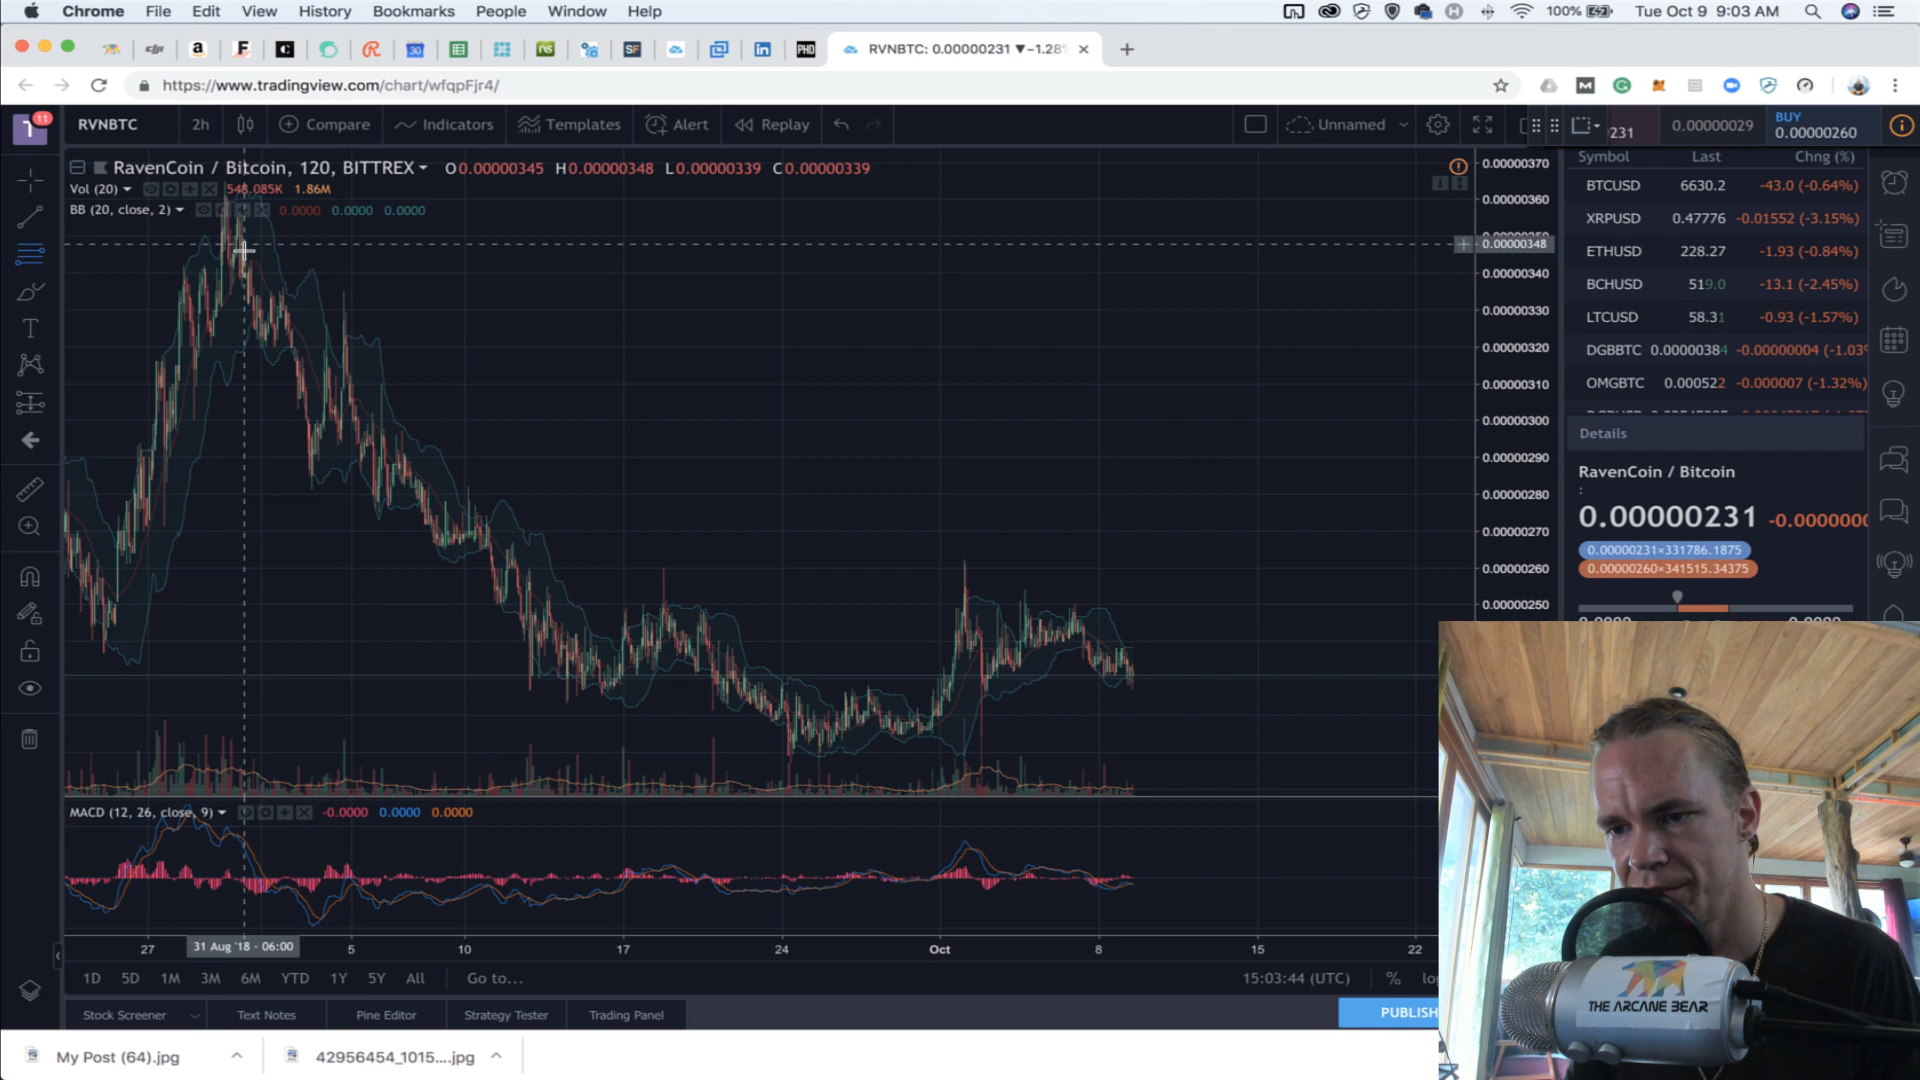 Chrome File Edit View History Bookmarks People Window Help 100% Tue Oct 9 9:03 AM
RVNBTC: 0.00000231 ▼−1.28%
https://www.tradingview.com/chart/wfqpFjr4/
11
RVNBTC 2h Compare Indicators Templates Alert Replay Unnamed 231 0.00000029 BUY 0.00000260
RavenCoin / Bitcoin, 120, BITTREX O0.00000345 H0.00000348 L0.00000339 C0.00000339
Vol (20) 548.085K 1.86M
BB (20, close, 2) 0.0000 0.0000 0.0000
0.00000370
0.00000360
0.00000348
0.00000340
0.00000330
0.00000320
0.00000310
0.00000300
0.00000290
0.00000280
0.00000270
0.00000260
0.00000250
Symbol Last Chng (%)
BTCUSD 6630.2 -43.0 (-0.64%)
XRPUSD 0.47776 -0.01552 (-3.15%)
ETHUSD 228.27 -1.93 (-0.84%)
BCHUSD 519.0 -13.1 (-2.45%)
LTCUSD 58.31 -0.93 (-1.57%)
DGBBTC 0.00000384 -0.00000004 (-1.03%
OMGBTC 0.000522 -0.000007 (-1.32%)
Details
RavenCoin / Bitcoin
:
0.00000231 -0.0000000
0.00000231×331786.1875
0.00000260×341515.34375
MACD (12, 26, close, 9) -0.0000 0.0000 0.0000
27 31 Aug '18 - 06:00 5 10 17 24 Oct 8 15 22
1D 5D 1M 3M 6M YTD 1Y 5Y All Go to... 15:03:44 (UTC) %
Stock Screener Text Notes Pine Editor Strategy Tester Trading Panel PUBLISH
My Post (64).jpg 42956454_1015....jpg
THE ARCANE BEAR